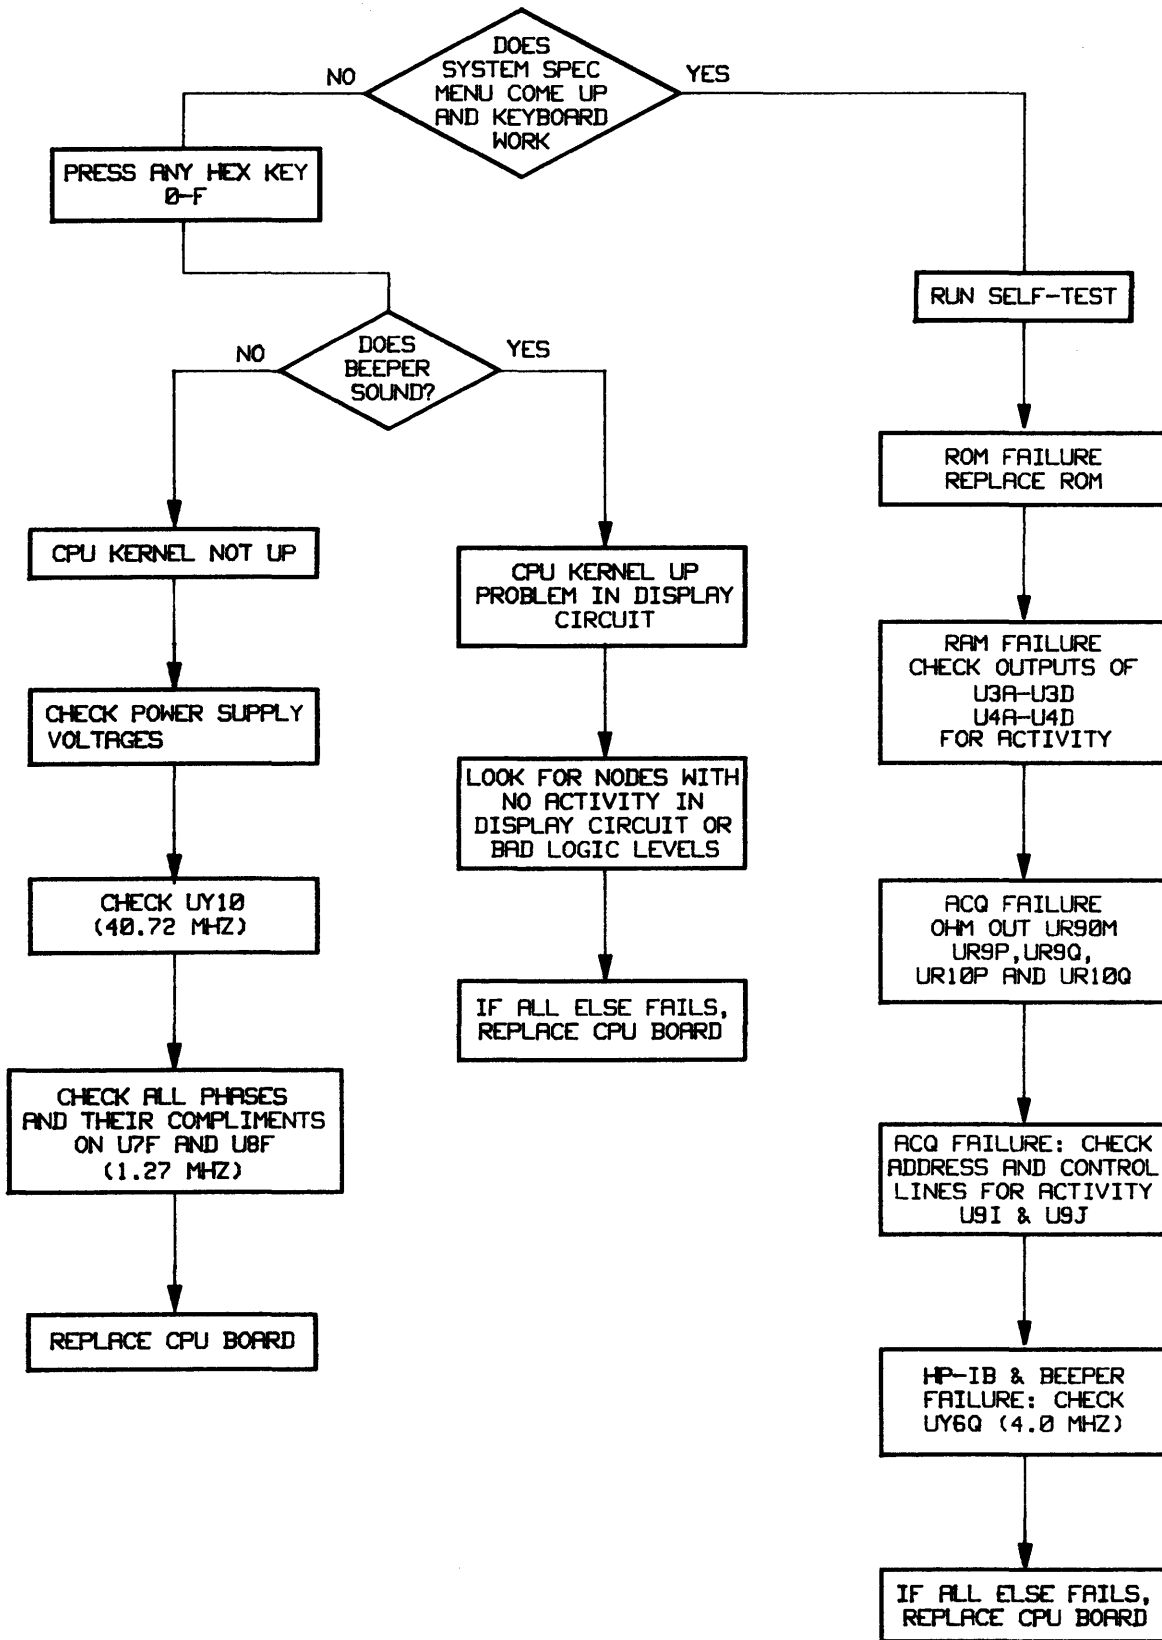 DOES
SYSTEM SPEC
MENU COME UP
AND KEYBOARD
WORK
NO
YES
PRESS ANY HEX KEY
0-F
RUN SELF-TEST
DOES
BEEPER
SOUND?
NO
YES
CPU KERNEL NOT UP
CHECK POWER SUPPLY
VOLTAGES
CHECK UY10
(40.72 MHZ)
CHECK ALL PHASES
AND THEIR COMPLIMENTS
ON U7F AND U8F
(1.27 MHZ)
REPLACE CPU BOARD
CPU KERNEL UP
PROBLEM IN DISPLAY
CIRCUIT
LOOK FOR NODES WITH
NO ACTIVITY IN
DISPLAY CIRCUIT OR
BAD LOGIC LEVELS
IF ALL ELSE FAILS,
REPLACE CPU BOARD
ROM FAILURE
REPLACE ROM
RAM FAILURE
CHECK OUTPUTS OF
U3A-U3D
U4A-U4D
FOR ACTIVITY
ACQ FAILURE
OHM OUT UR90M
UR9P,UR9Q,
UR10P AND UR10Q
ACQ FAILURE: CHECK
ADDRESS AND CONTROL
LINES FOR ACTIVITY
U9I & U9J
HP-IB & BEEPER
FAILURE: CHECK
UY6Q (4.0 MHZ)
IF ALL ELSE FAILS,
REPLACE CPU BOARD